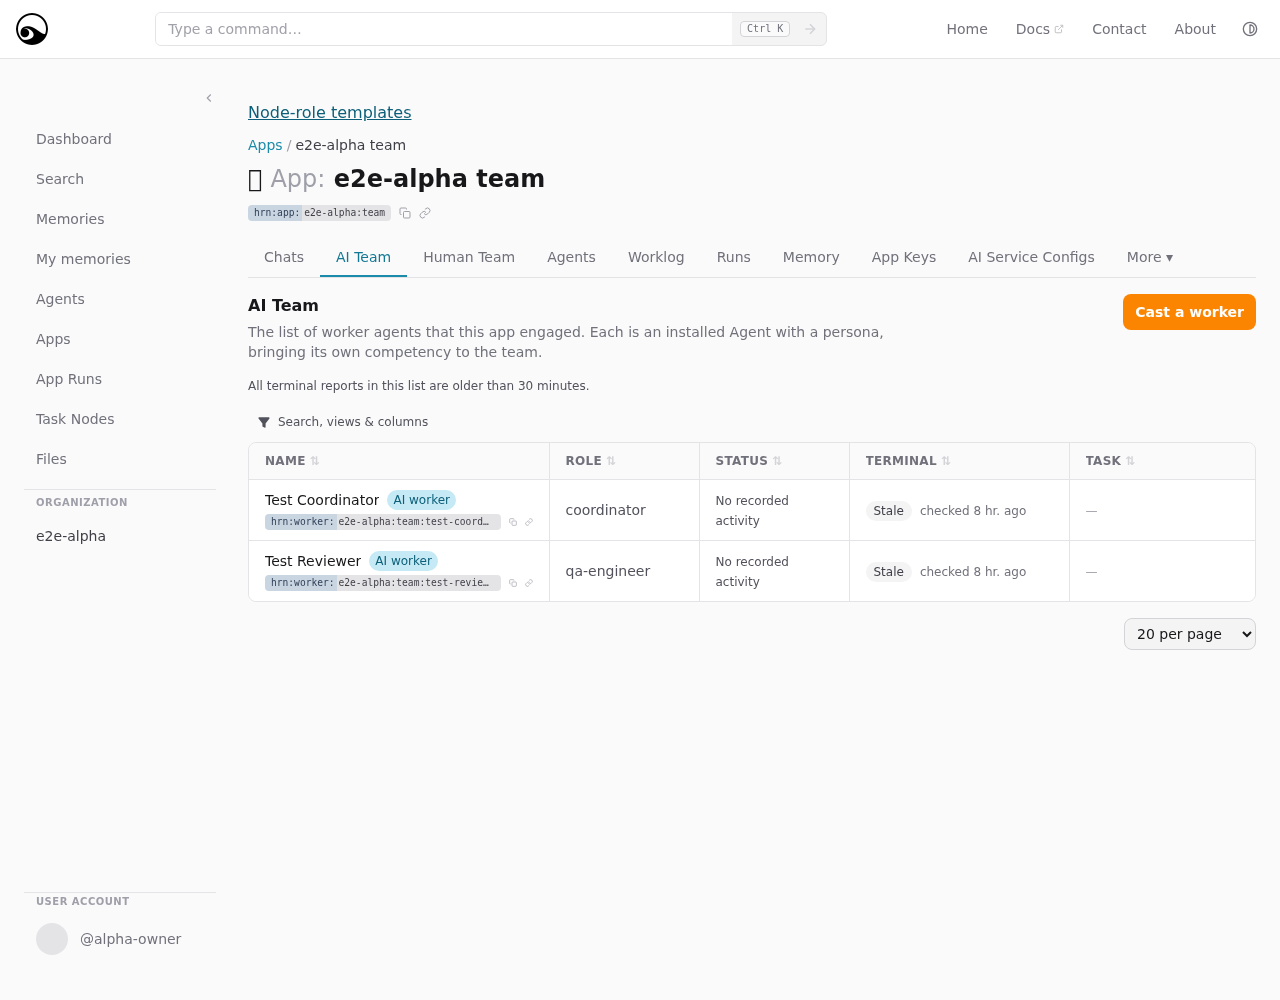 Type a command...
Ctrl K
Home
Docs
Contact
About
Node-role templates
Apps / e2e-alpha team
App: e2e-alpha team
hrn:app: e2e-alpha:team
Dashboard
Search
Memories
My memories
Agents
Apps
App Runs
Task Nodes
Files
ORGANIZATION
e2e-alpha
USER ACCOUNT
@alpha-owner
Chats
AI Team
Human Team
Agents
Worklog
Runs
Memory
App Keys
AI Service Configs
More ▾
AI Team
Cast a worker
The list of worker agents that this app engaged. Each is an installed Agent with a persona,
bringing its own competency to the team.
All terminal reports in this list are older than 30 minutes.
Search, views & columns
NAME ⇅ ROLE ⇅ STATUS ⇅ TERMINAL ⇅ TASK ⇅
Test Coordinator AI worker
hrn:worker: e2e-alpha:team:test-coord…
coordinator
No recorded
activity
Stale checked 8 hr. ago
—
Test Reviewer AI worker
hrn:worker: e2e-alpha:team:test-revie…
qa-engineer
No recorded
activity
Stale checked 8 hr. ago
—
20 per page